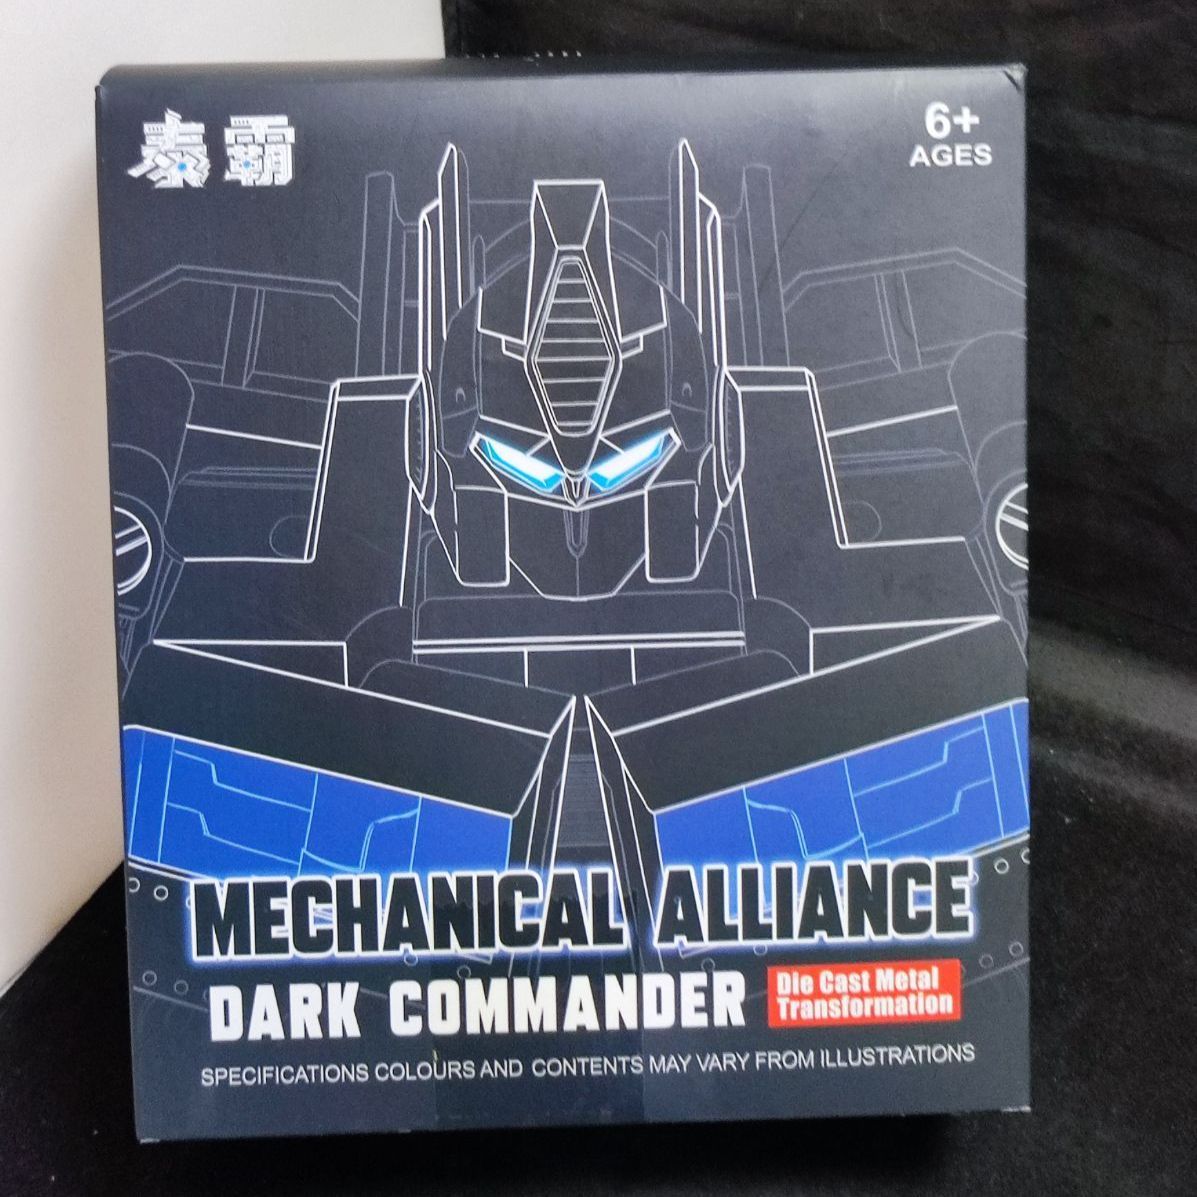 泰霸
6+
AGES
MECHANICAL ALLIANCE
DARK COMMANDER
Die Cast Metal
Transformation
SPECIFICATIONS COLOURS AND CONTENTS MAY VARY FROM ILLUSTRATIONS